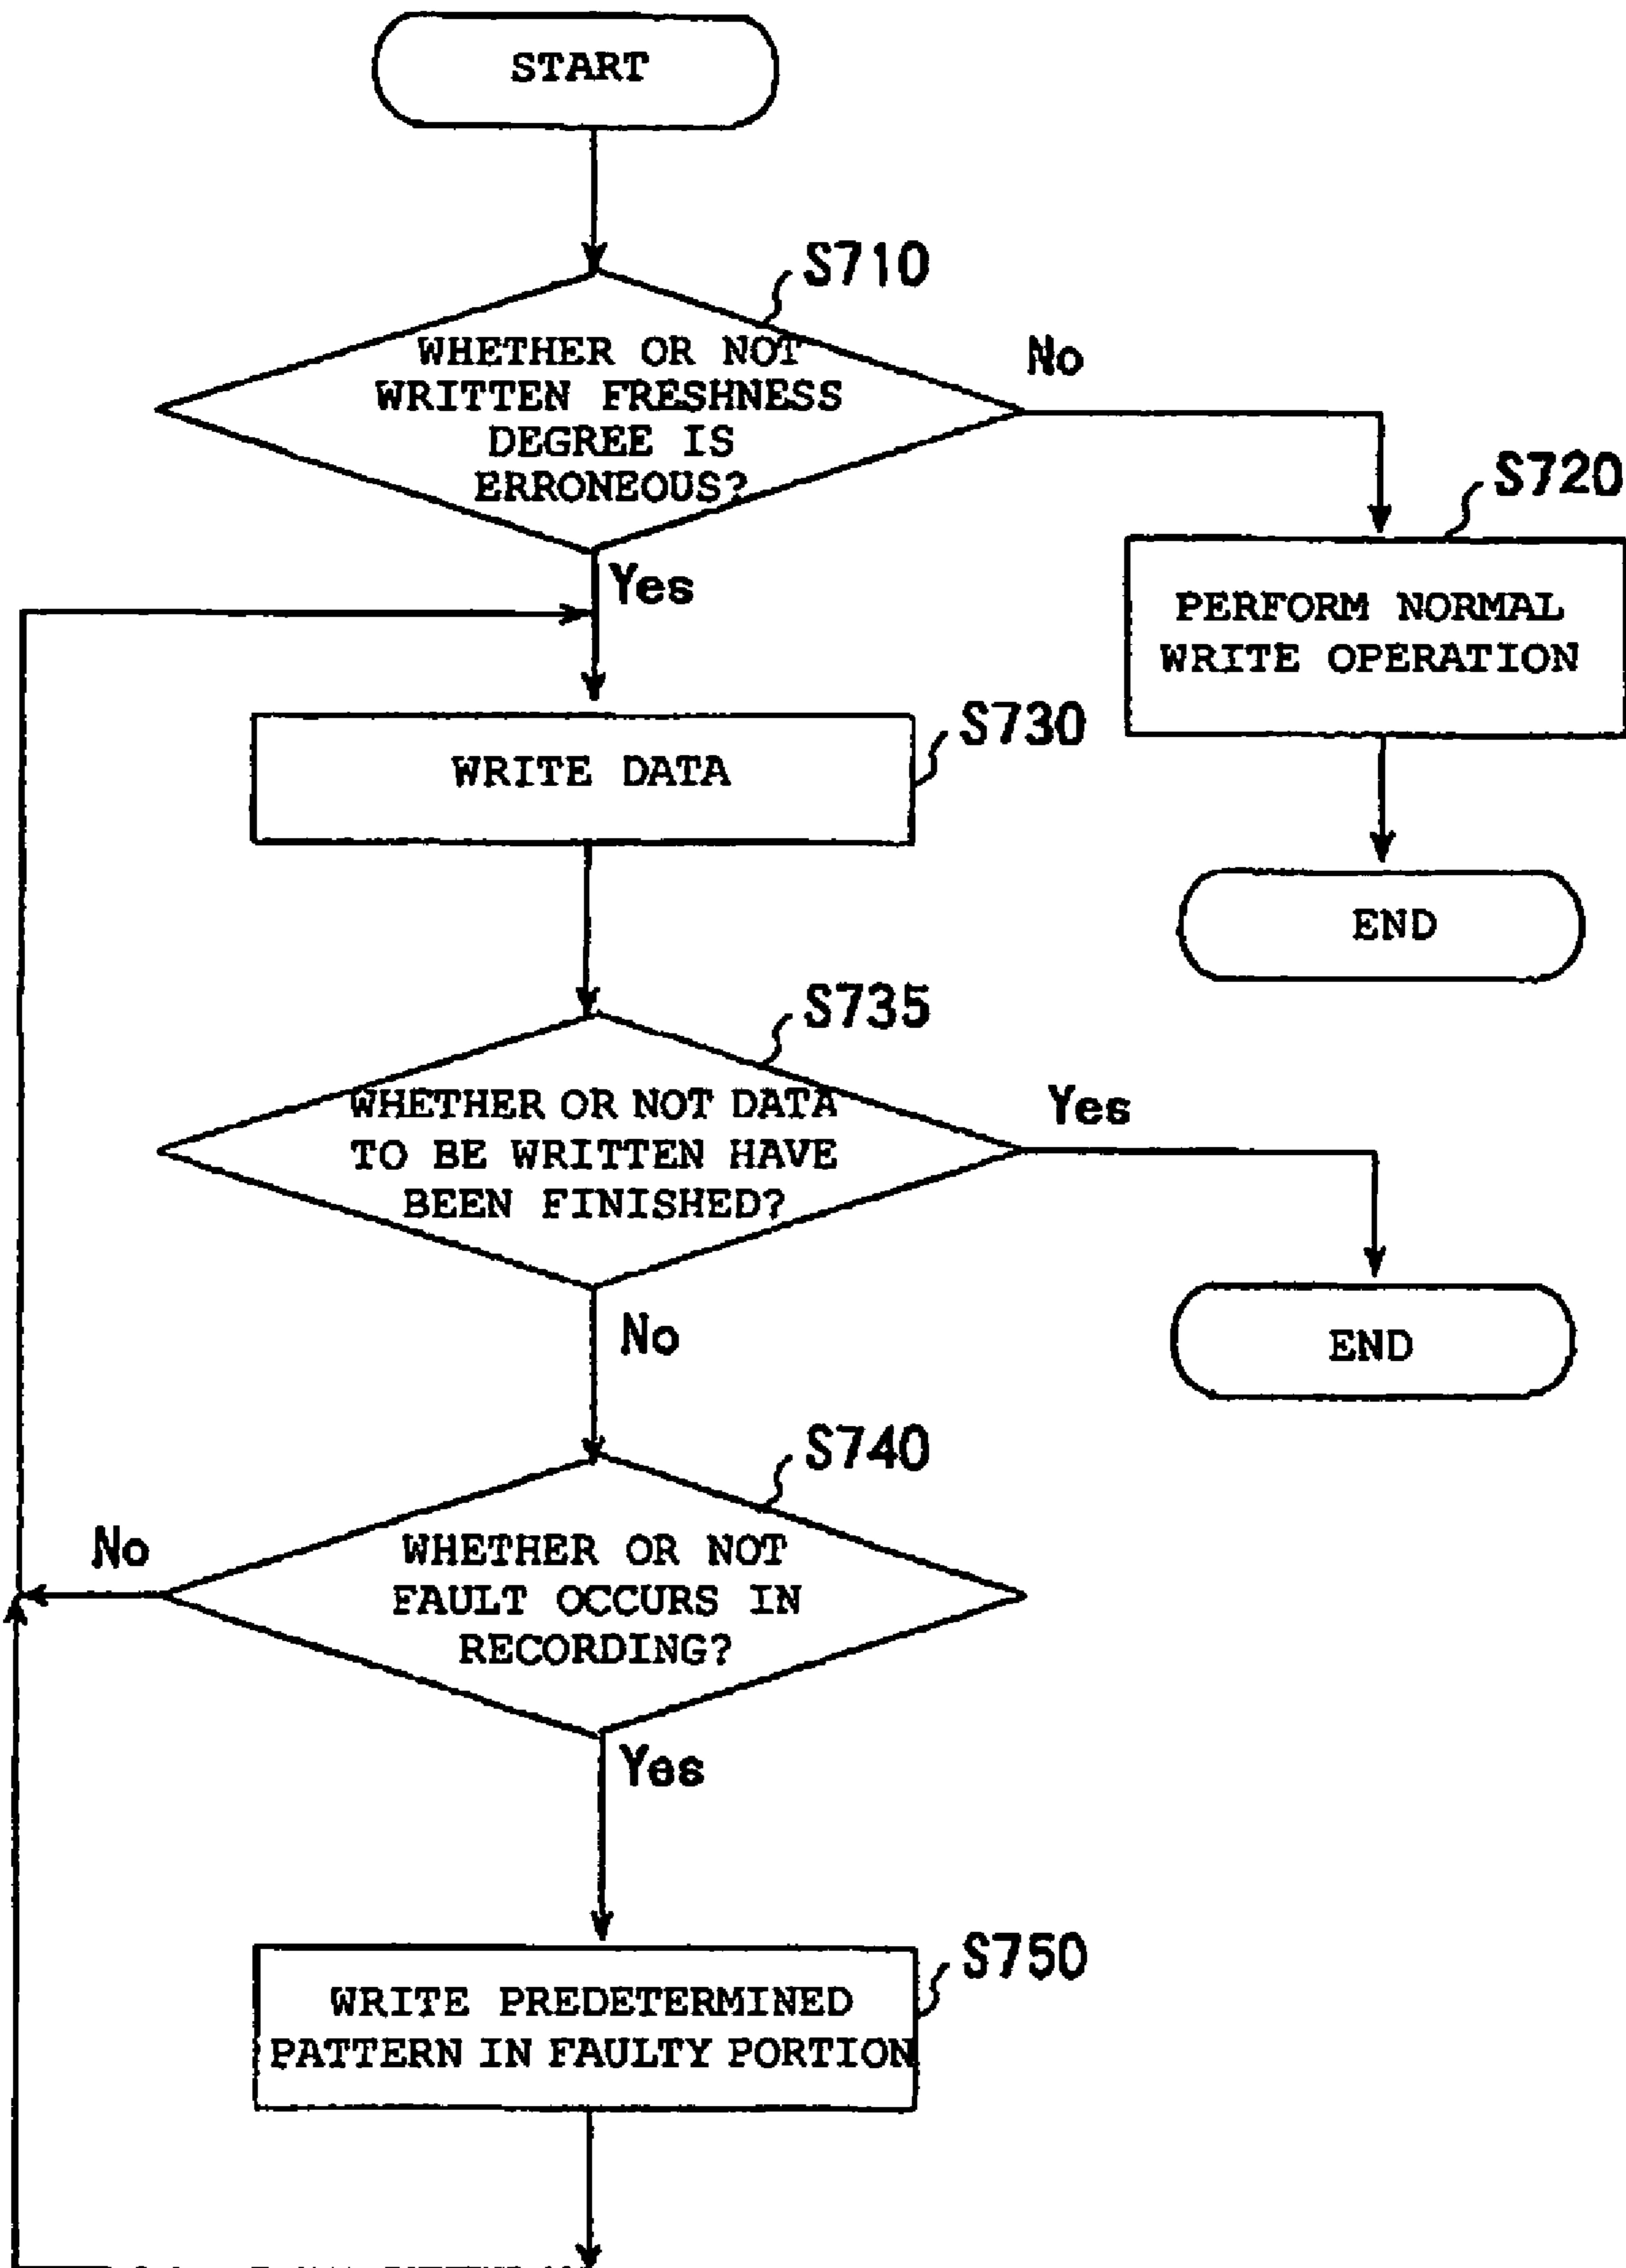 START
S710
WHETHER OR NOT
WRITTEN FRESHNESS
DEGREE IS
ERRONEOUS?
No
Yes
S720
PERFORM NORMAL
WRITE OPERATION
END
S730
WRITE DATA
S735
WHETHER OR NOT DATA
TO BE WRITTEN HAVE
BEEN FINISHED?
Yes
END
No
S740
WHETHER OR NOT
FAULT OCCURS IN
RECORDING?
No
Yes
S750
WRITE PREDETERMINED
PATTERN IN FAULTY PORTION